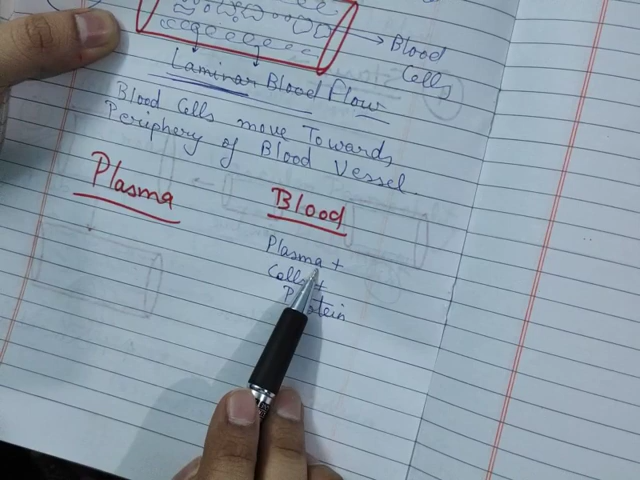 Blood
Cells
Laminar Blood Flow
Blood Cells move Towards
Periphery of Blood Vessel
Plasma
Blood
Plasma +
Cells +
Protein